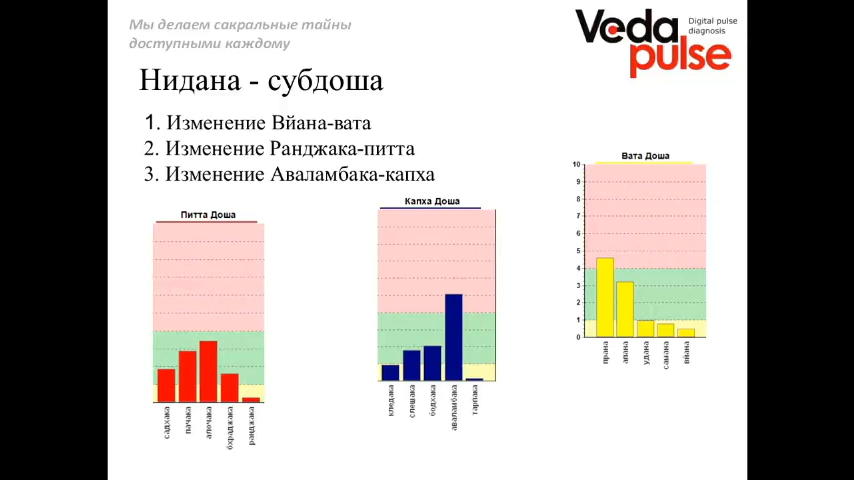 Мы делаем сакральные тайны
доступными каждому
Veda pulse
Digital pulse
diagnosis
Нидана - субдоша
1. Изменение Вйана-вата
2. Изменение Ранджака-питта
3. Изменение Аваламбака-капха
Питта Доша
садхака
пачака
алочака
бхраджака
ранджака
Капха Доша
кледака
слешака
бодхака
аваламбака
тарпака
Вата Доша
10
9
8
7
6
5
4
3
2
1
0
прана
апана
удана
самана
вйана